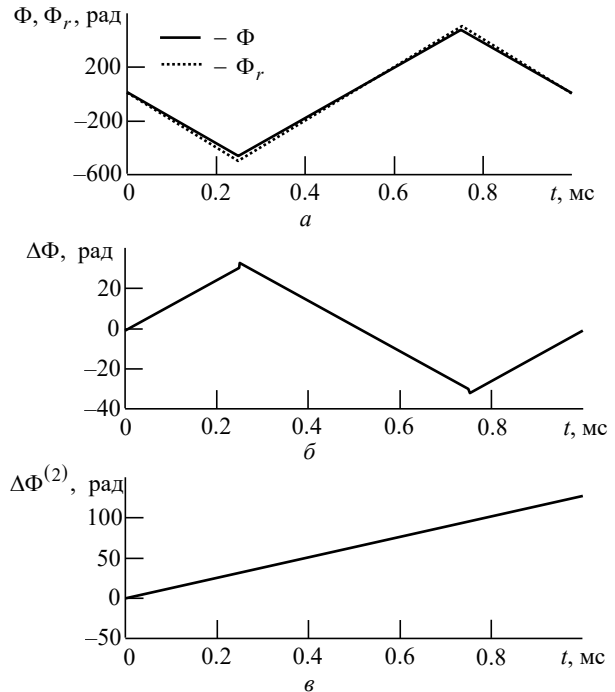 Φ, Φr, рад
– Φ
– Φr
200
–200
–600
0 0.2 0.4 0.6 0.8 t, мс
а
ΔΦ, рад
20
0
–20
–40
0 0.2 0.4 0.6 0.8 t, мс
б
ΔΦ(2), рад
100
50
0
–50
0 0.2 0.4 0.6 0.8 t, мс
в